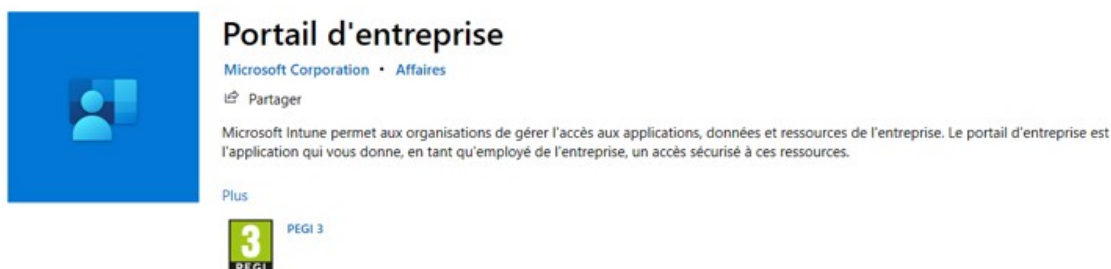 Portail d'entreprise
Microsoft Corporation • Affaires
Partager
Microsoft Intune permet aux organisations de gérer l'accès aux applications, données et ressources de l'entreprise. Le portail d'entreprise est
l'application qui vous donne, en tant qu'employé de l'entreprise, un accès sécurisé à ces ressources.
Plus
3 PEGI 3
PEGI